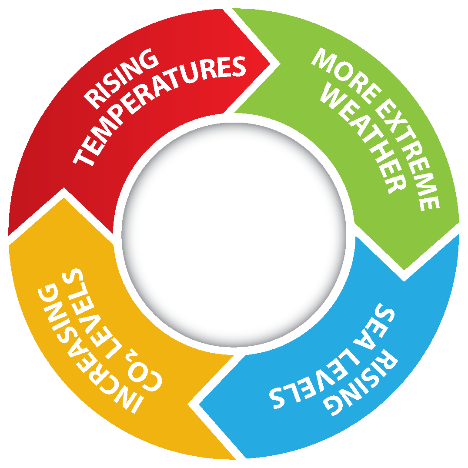 RISING
TEMPERATURES
MORE EXTREME
WEATHER
RISING
SEA LEVELS
INCREASING
CO₂ LEVELS